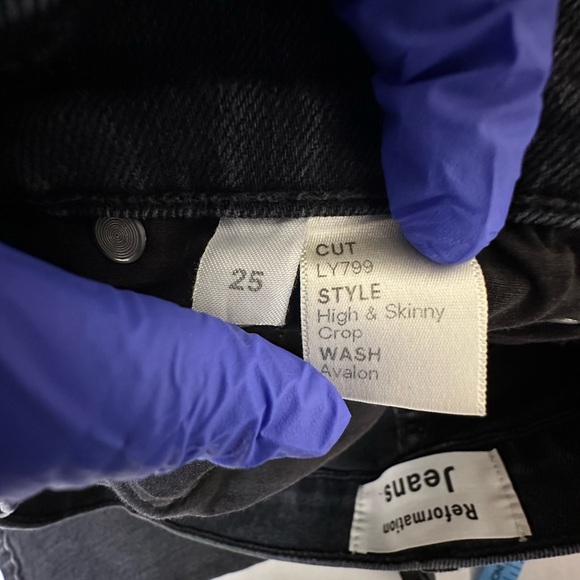 25
CUT
LY799
STYLE
High & Skinny
Crop
WASH
Avalon
Reformation
Jeans